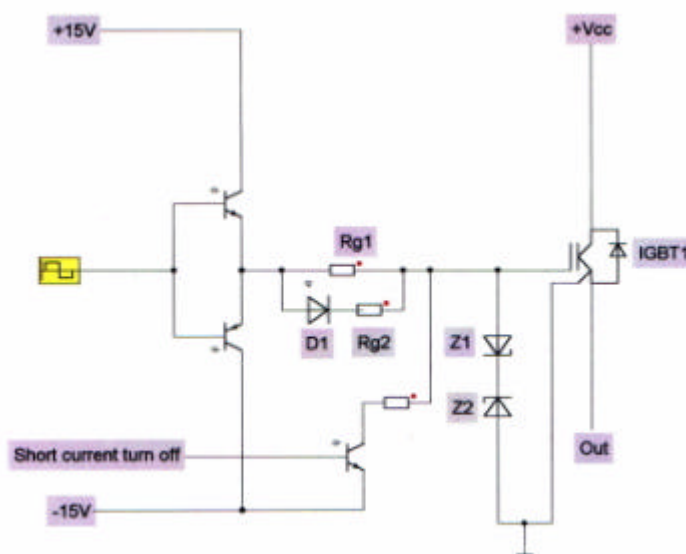 +15V
+Vcc
Rg1
IGBT1
D1
Rg2
Z1
Z2
Short current turn off
Out
-15V